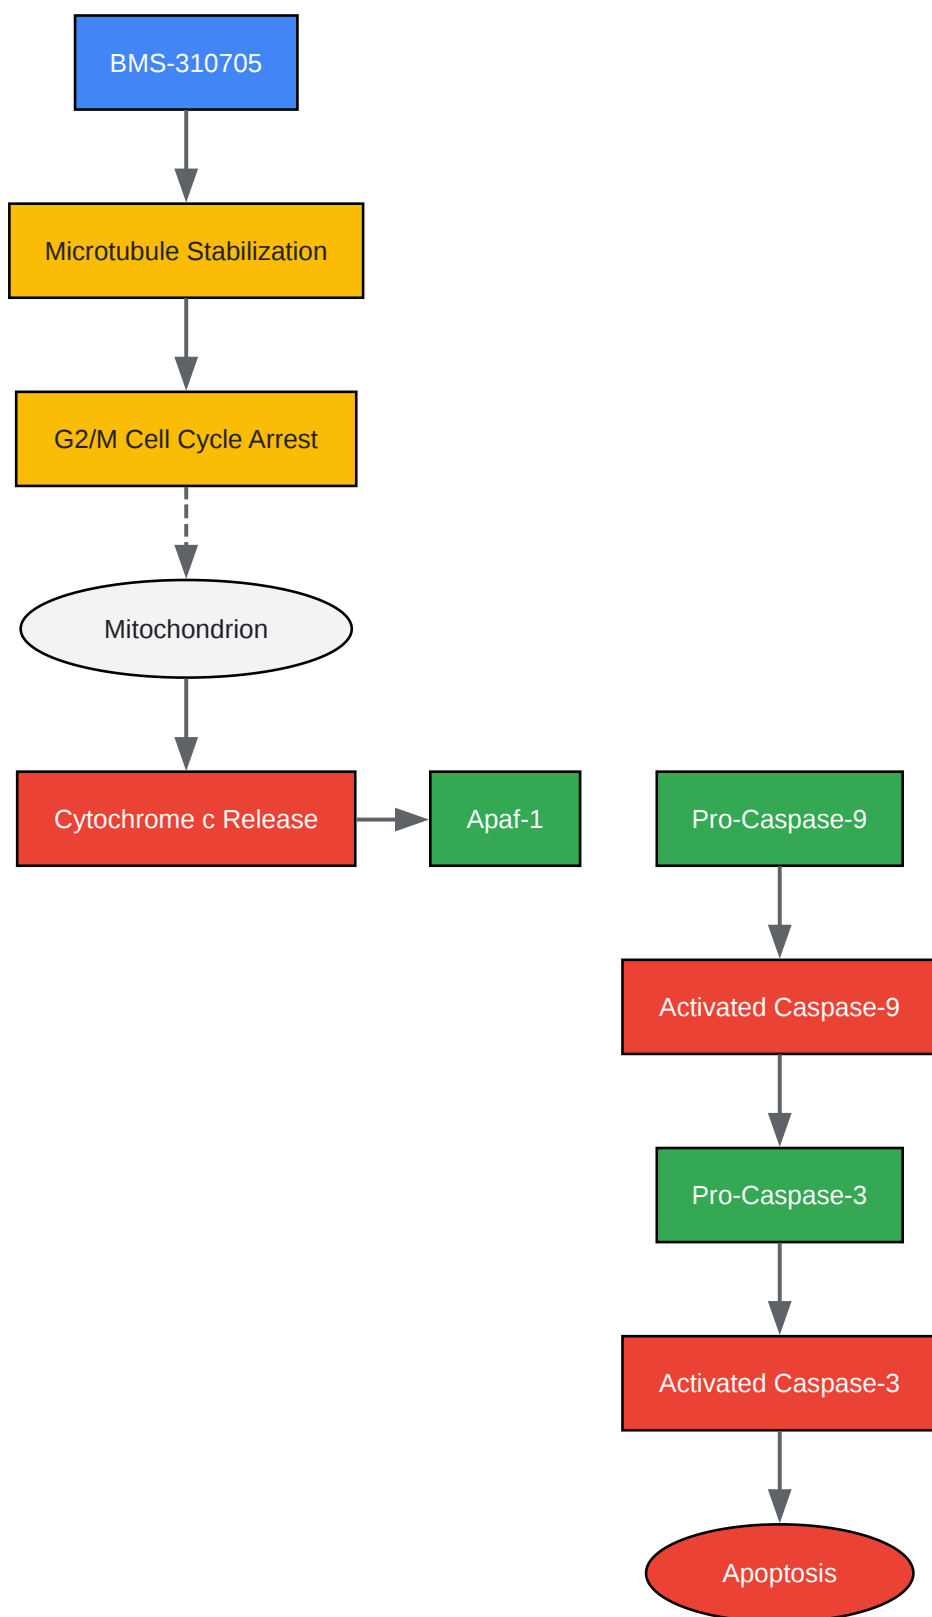 BMS-310705
Microtubule Stabilization
G2/M Cell Cycle Arrest
Mitochondrion
Cytochrome c Release
Apaf-1
Pro-Caspase-9
Activated Caspase-9
Pro-Caspase-3
Activated Caspase-3
Apoptosis